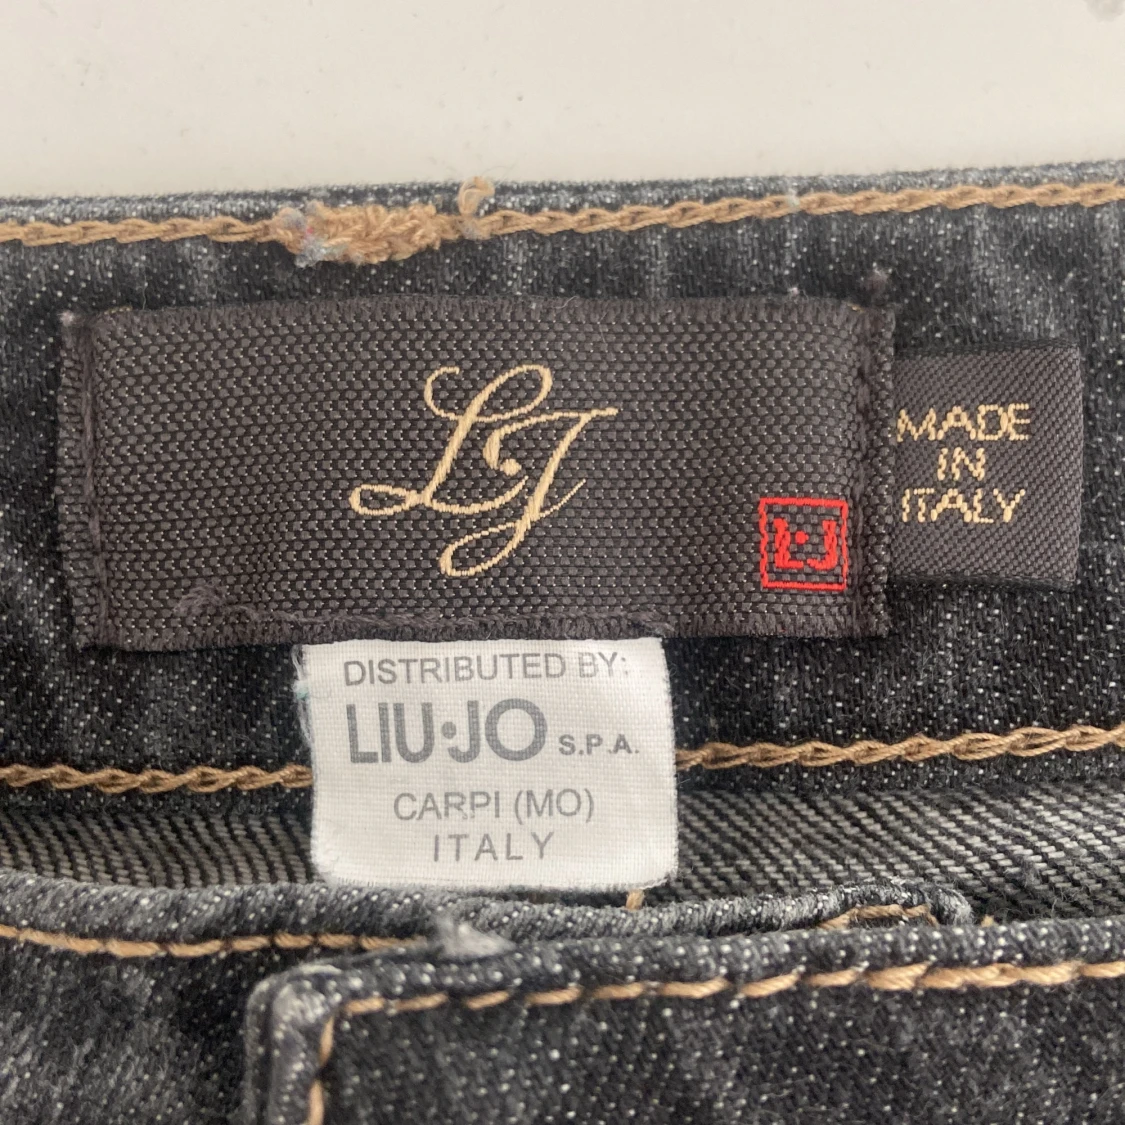 LJ
L·J
MADE
IN
ITALY
DISTRIBUTED BY:
LIU·JO S.P.A.
CARPI (MO)
ITALY